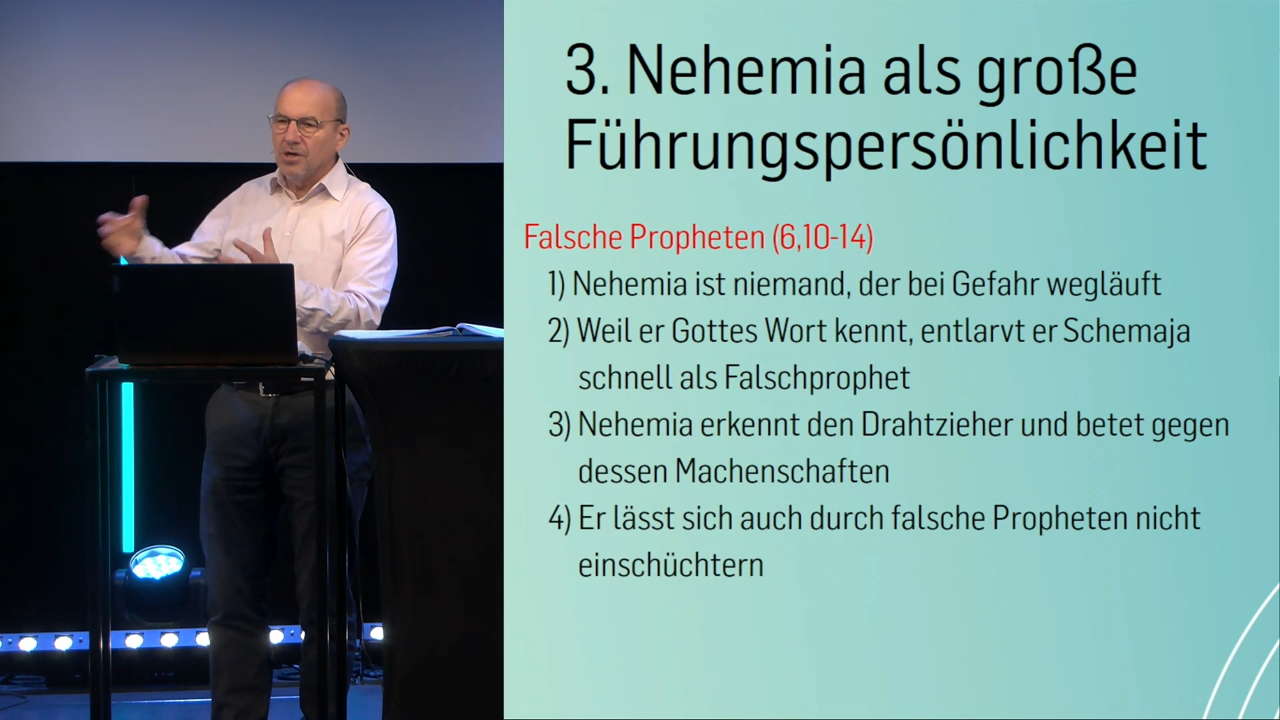 3. Nehemia als große
Führungspersönlichkeit
Falsche Propheten (6,10-14)
1) Nehemia ist niemand, der bei Gefahr wegläuft
2) Weil er Gottes Wort kennt, entlarvt er Schemaja
schnell als Falschprophet
3) Nehemia erkennt den Drahtzieher und betet gegen
dessen Machenschaften
4) Er lässt sich auch durch falsche Propheten nicht
einschüchtern